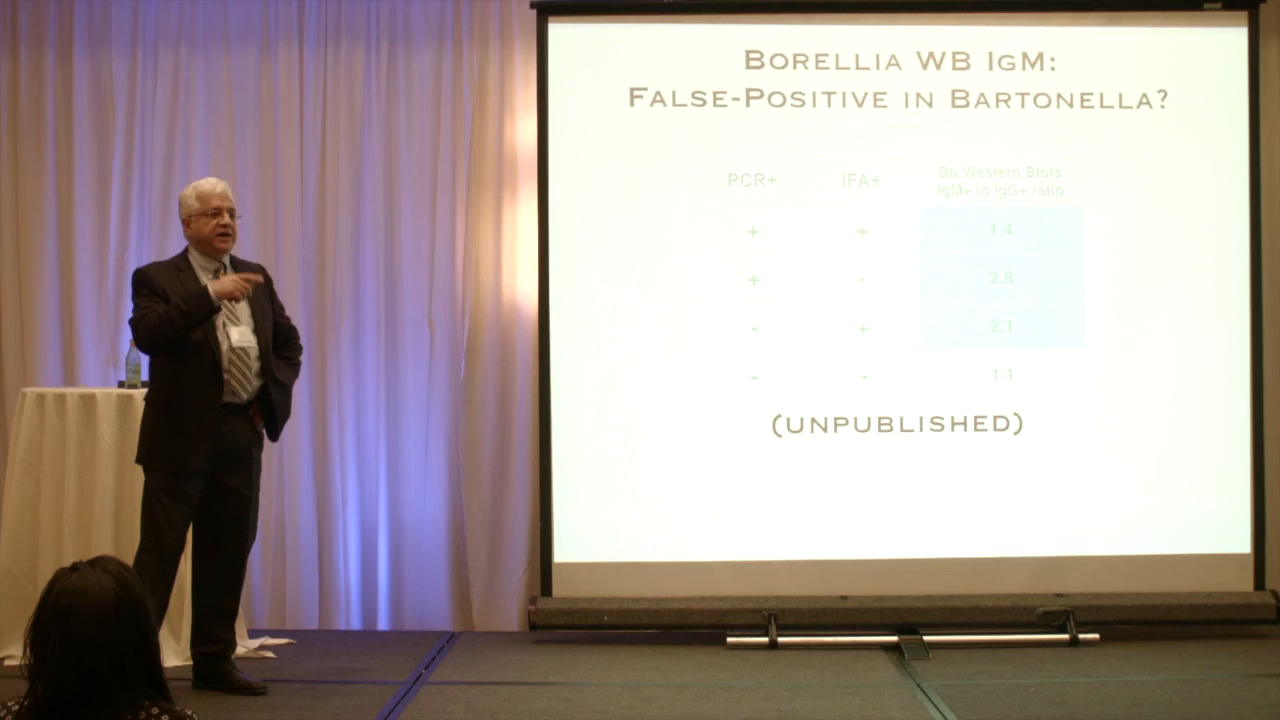 BORELLIA WB IGM:
FALSE-POSITIVE IN BARTONELLA?
PCR+ IFA+ Bb Western Blots
IgM+ to IgG+ ratio
+ + 1.4
+ - 2.8
- + 2.1
- - 1.1
(UNPUBLISHED)